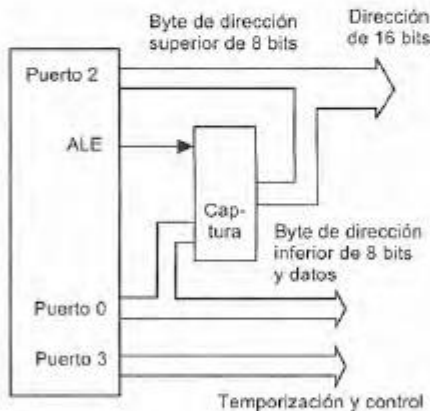 Byte de dirección
superior de 8 bits
Dirección
de 16 bits
Puerto 2
ALE
Cap-
tura
Byte de dirección
inferior de 8 bits
y datos
Puerto 0
Puerto 3
Temporización y control